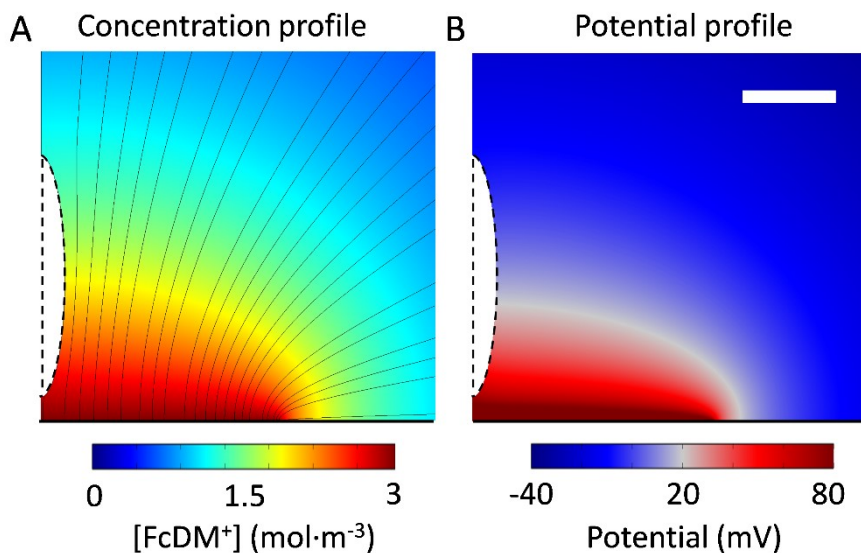 A Concentration profile
B Potential profile
0 1.5 3
[FcDM⁺] (mol·m⁻³)
-40 20 80
Potential (mV)